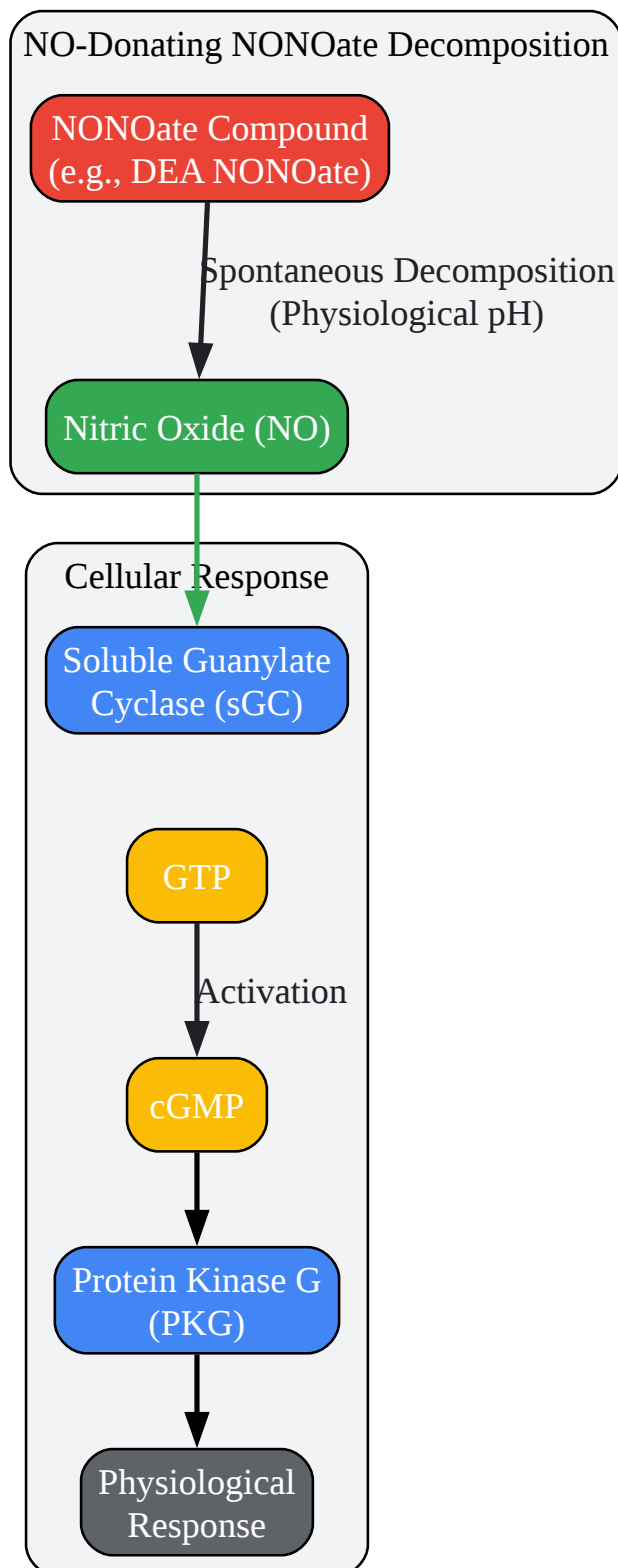 NO-Donating NONOate Decomposition
NONOate Compound
(e.g., DEA NONOate)
Spontaneous Decomposition
(Physiological pH)
Nitric Oxide (NO)
Cellular Response
Soluble Guanylate
Cyclase (sGC)
GTP
Activation
cGMP
Protein Kinase G
(PKG)
Physiological
Response